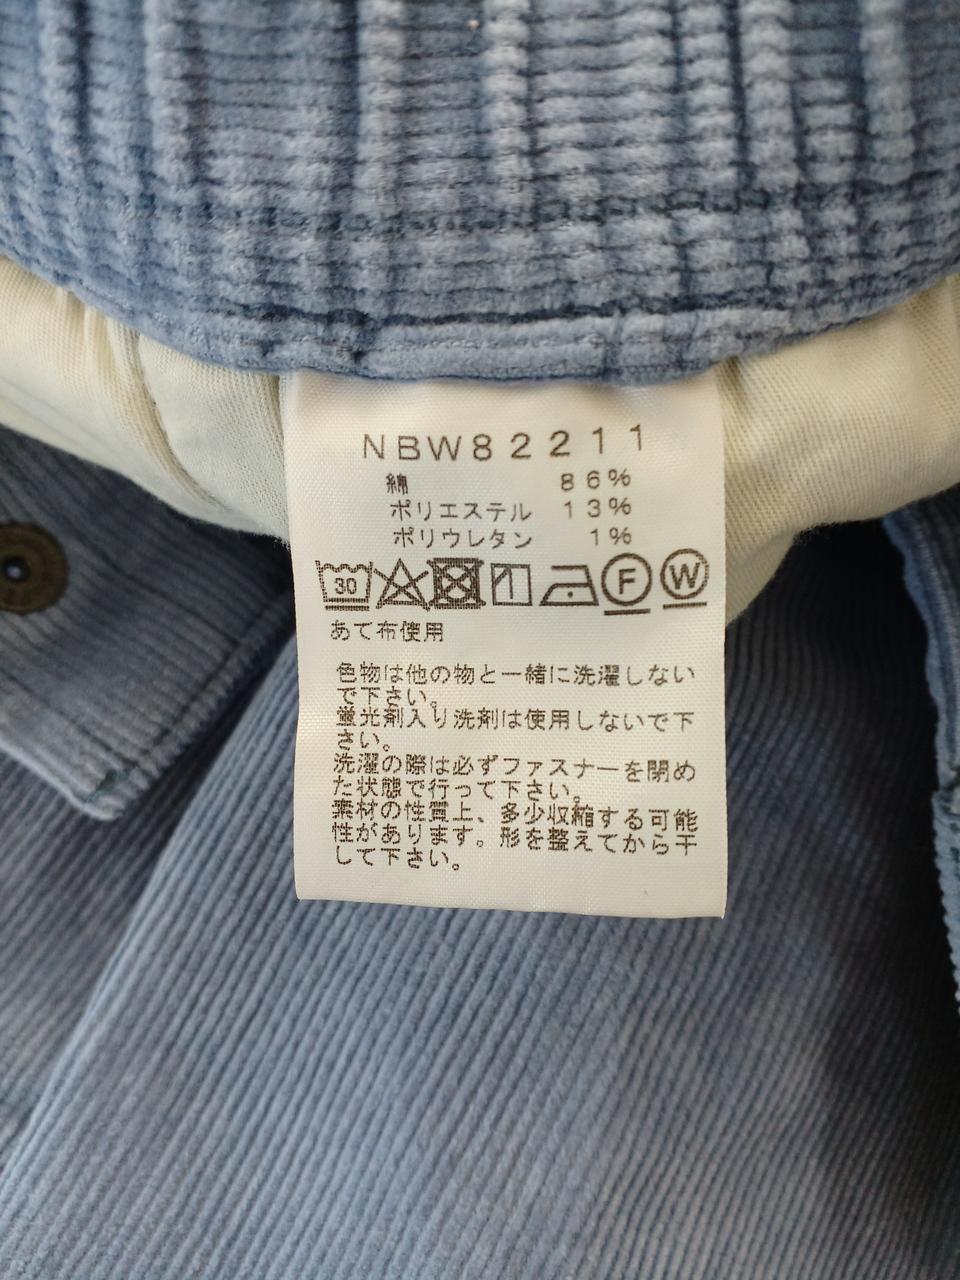 NBW82211
綿 86%
ポリエステル 13%
ポリウレタン 1%
30 F W
あて布使用
色物は他の物と一緒に洗濯しない
で下さい。
蛍光剤入り洗剤は使用しないで下
さい。
洗濯の際は必ずファスナーを閉め
た状態で行って下さい。
素材の性質上、多少収縮する可能
性があります。形を整えてから干
して下さい。